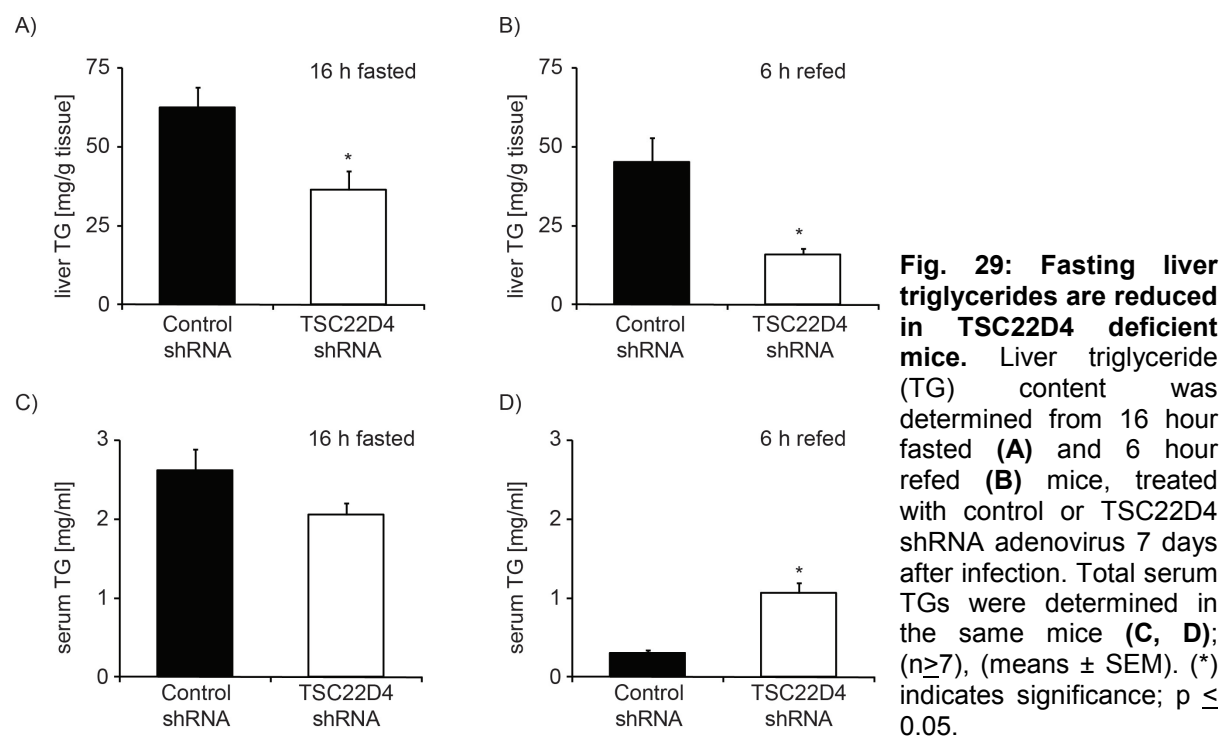 A)
75
50
25
0
liver TG [mg/g tissue]
16 h fasted
*
Control
shRNA
TSC22D4
shRNA
B)
75
50
25
0
liver TG [mg/g tissue]
6 h refed
*
Control
shRNA
TSC22D4
shRNA
C)
3
2
1
0
serum TG [mg/ml]
16 h fasted
Control
shRNA
TSC22D4
shRNA
D)
3
2
1
0
serum TG [mg/ml]
6 h refed
*
Control
shRNA
TSC22D4
shRNA
Fig. 29: Fasting liver
triglycerides are reduced
in TSC22D4 deficient
mice. Liver triglyceride
(TG) content was
determined from 16 hour
fasted (A) and 6 hour
refed (B) mice, treated
with control or TSC22D4
shRNA adenovirus 7 days
after infection. Total serum
TGs were determined in
the same mice (C, D);
(n≥7), (means ± SEM). (*)
indicates significance; p ≤
0.05.